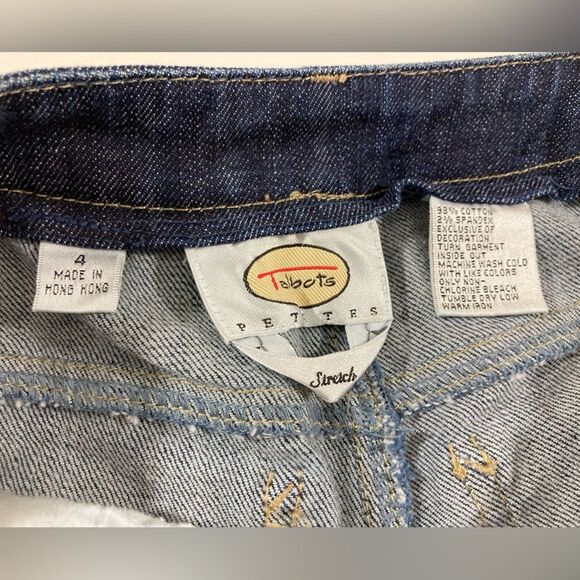 4
MADE IN
HONG KONG
Talbots
PETITES
Stretch
98% COTTON
2% SPANDEX
EXCLUSIVE OF
DECORATION
TURN GARMENT
INSIDE OUT
MACHINE WASH COLD
WITH LIKE COLORS
ONLY NON-
CHLORINE BLEACH
TUMBLE DRY LOW
WARM IRON